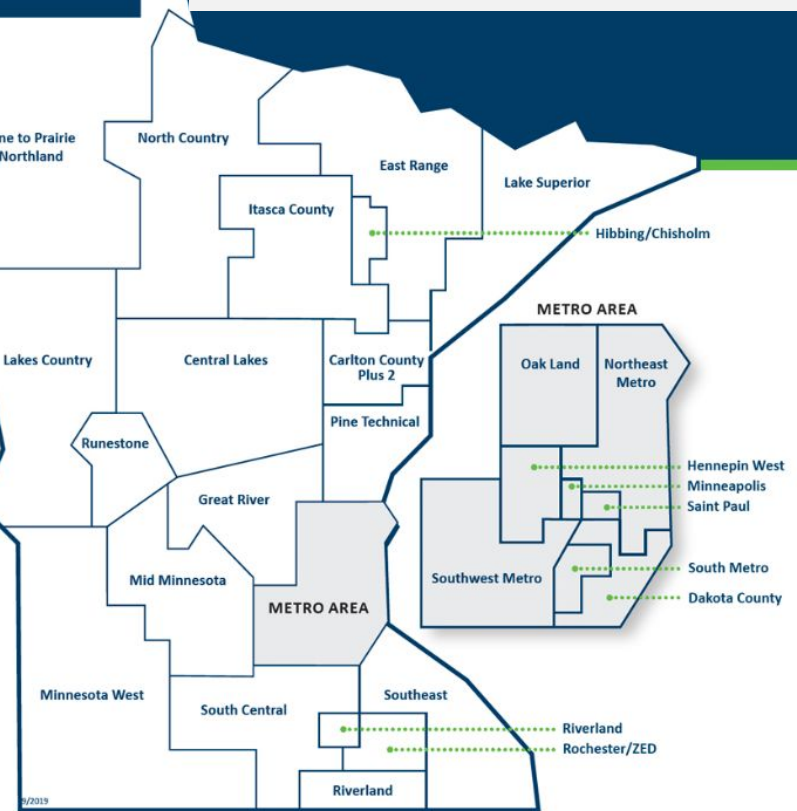 ne to Prairie
Northland
North Country
East Range
Lake Superior
Itasca County
Hibbing/Chisholm
METRO AREA
Lakes Country
Central Lakes
Carlton County
Plus 2
Oak Land
Northeast
Metro
Pine Technical
Runestone
Hennepin West
Minneapolis
Saint Paul
Great River
Mid Minnesota
METRO AREA
Southwest Metro
South Metro
Dakota County
Minnesota West
South Central
Southeast
Riverland
Rochester/ZED
Riverland
9/2019